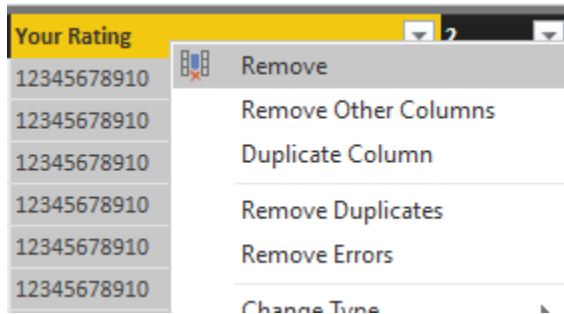 Your Rating 2
12345678910 Remove
12345678910 Remove Other Columns
12345678910 Duplicate Column
12345678910 Remove Duplicates
12345678910 Remove Errors
12345678910 Change Type